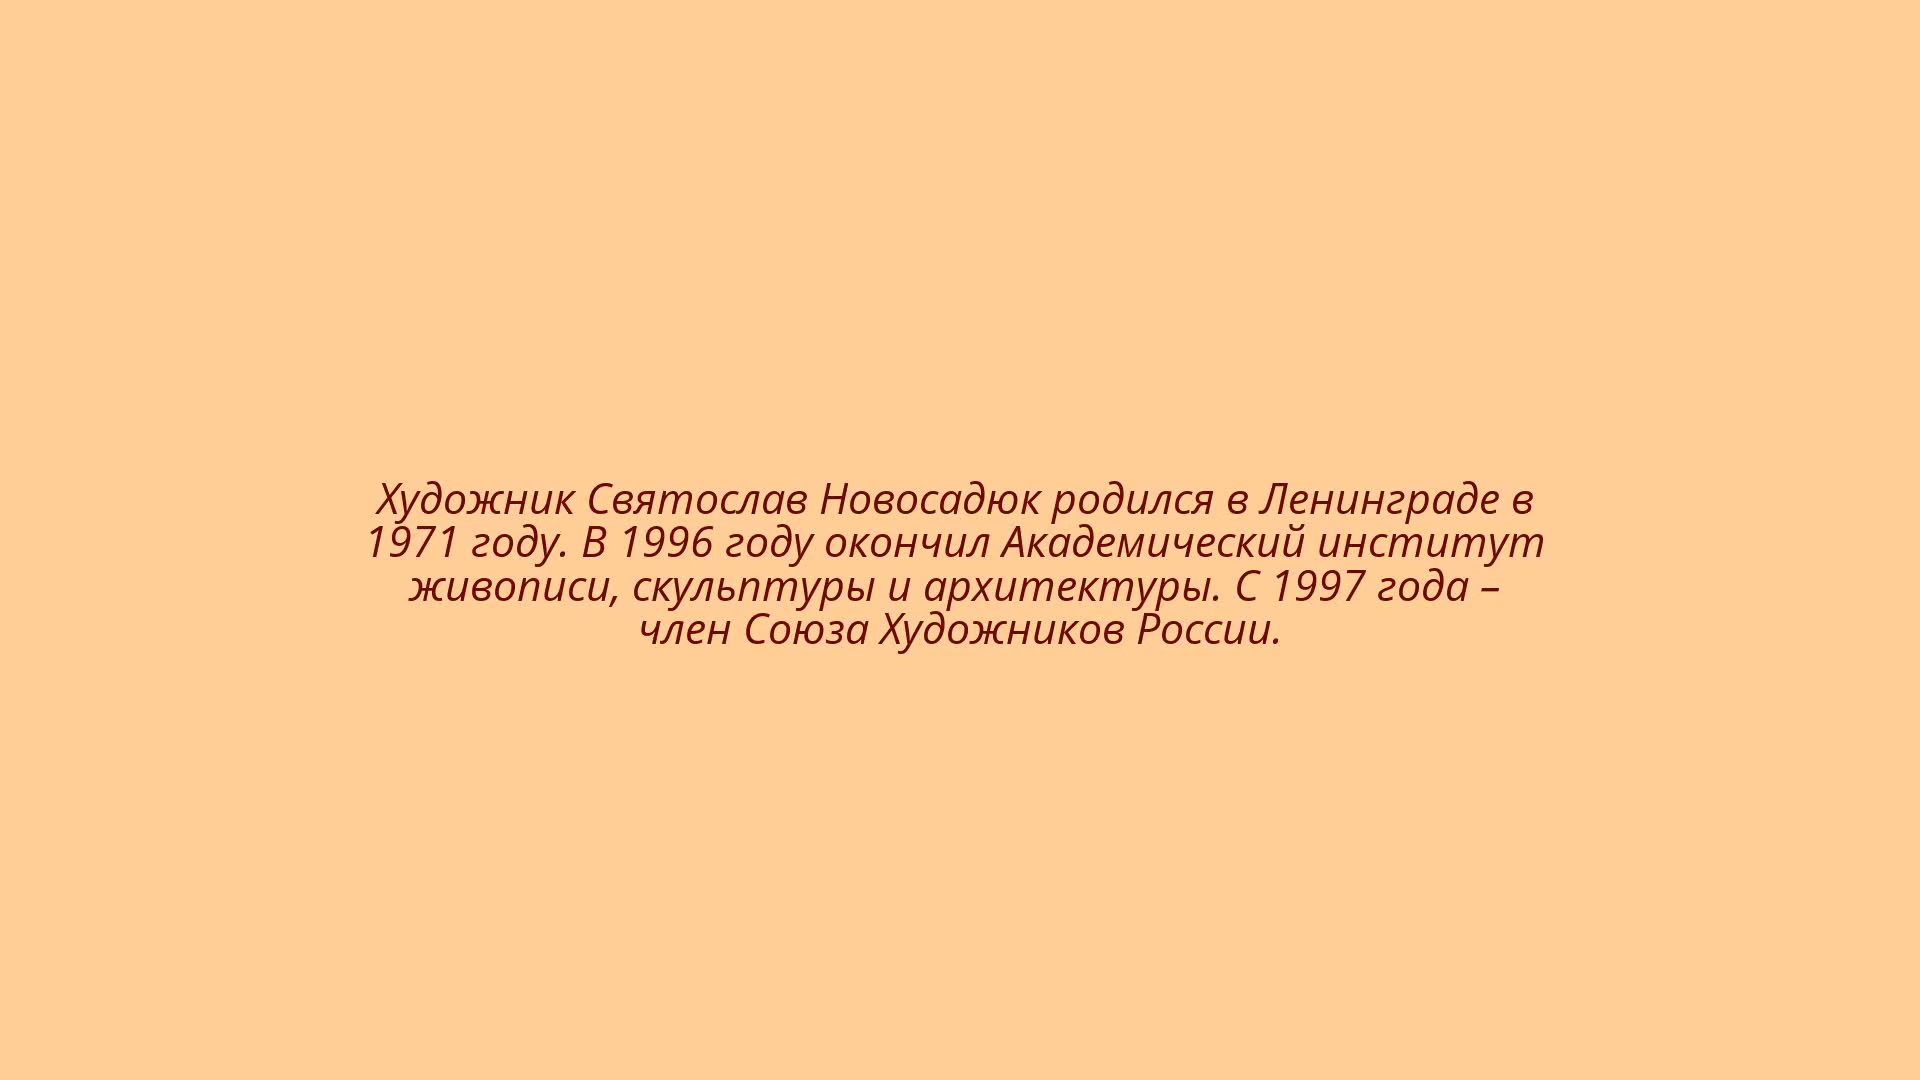 Художник Святослав Новосадюк родился в Ленинграде в
1971 году. В 1996 году окончил Академический институт
живописи, скульптуры и архитектуры. С 1997 года –
член Союза Художников России.